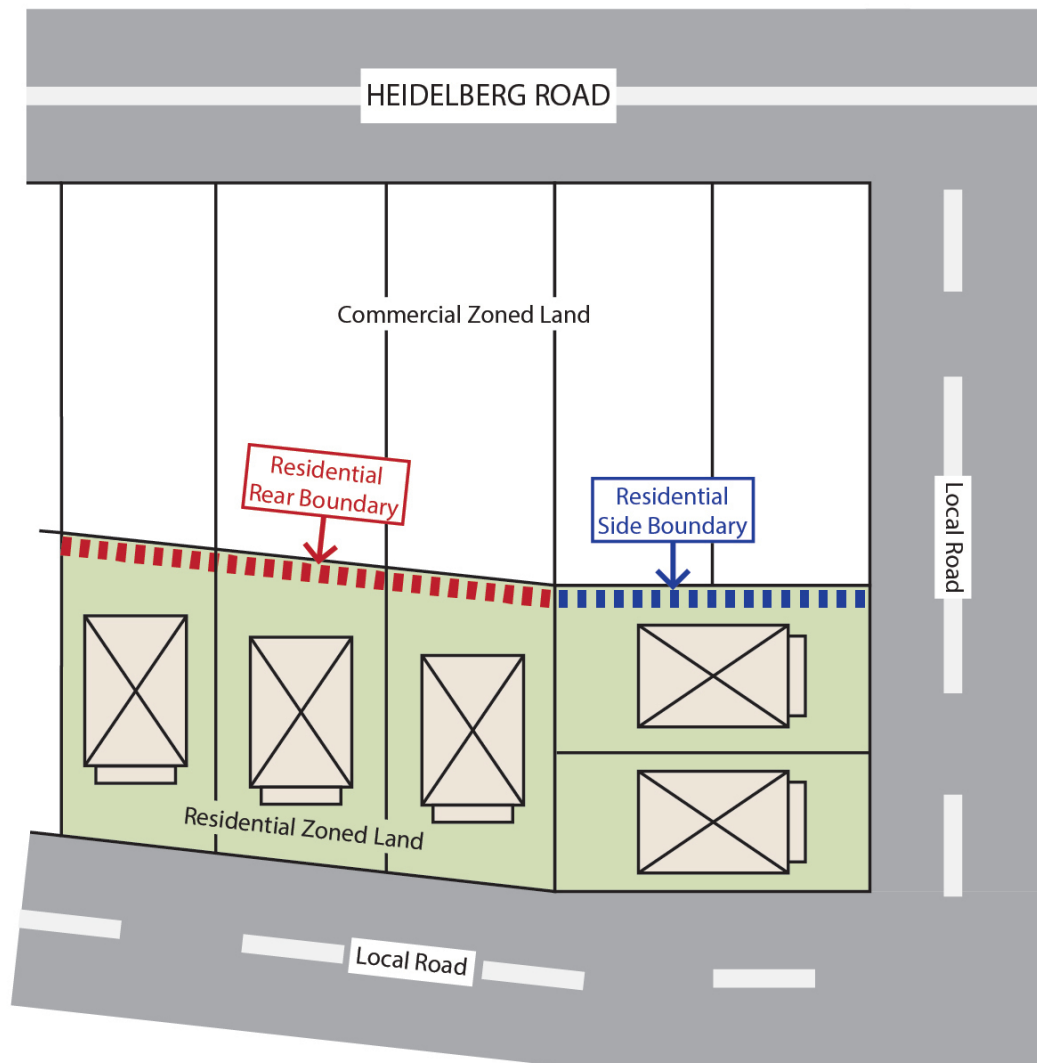 HEIDELBERG ROAD
Commercial Zoned Land
Residential
Rear Boundary
Residential
Side Boundary
Local Road
Residential Zoned Land
Local Road